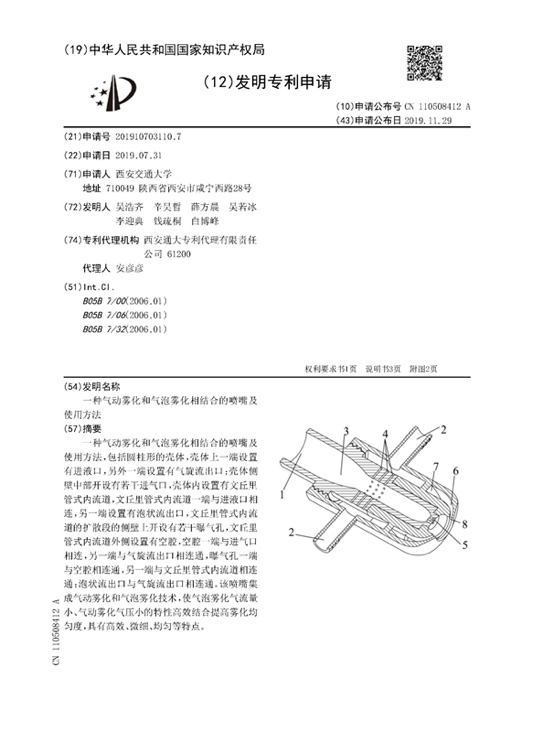 (19)中华人民共和国国家知识产权局
(12)发明专利申请
(10)申请公布号 CN 110508412 A
(43)申请公布日 2019.11.29
(21)申请号 201910703110.7
(22)申请日 2019.07.31
(71)申请人 西安交通大学
地址 710049 陕西省西安市咸宁西路28号
(72)发明人 吴浩齐 辛昊哲 薛方晨 吴若冰
李迎典 钱疏桐 白博峰
(74)专利代理机构 西安通大专利代理有限责任
公司 61200
代理人 安彦彦
(51)Int.Cl.
B05B 7/00(2006.01)
B05B 7/06(2006.01)
B05B 7/32(2006.01)
权利要求书1页 说明书3页 附图2页
(54)发明名称
一种气动雾化和气泡雾化相结合的喷嘴及
使用方法
(57)摘要
一种气动雾化和气泡雾化相结合的喷嘴及
使用方法,包括圆柱形的壳体,壳体上一端设置
有进液口,另外一端设置有气旋流出口;壳体侧
壁中部开设有若干进气口,壳体内设置有文丘里
管式内流道,文丘里管式内流道一端与进液口相
连,另一端设置有泡状流出口,文丘里管式内流
道的扩散段的侧壁上开设有若干曝气孔,文丘里
管式内流道外侧设置有空腔,空腔一端与进气口
相连,另一端与气旋流出口相连通,曝气孔一端
与空腔相连通,另一端与文丘里管式内流道相连
通;泡状流出口与气旋流出口相连通。该喷嘴集
成气动雾化和气泡雾化技术,使气泡雾化气流量
小、气动雾化气压小的特性高效结合提高雾化均
匀度,具有高效、微细、均匀等特点。
1
2
3
4
2
7
6
8
5
CN 110508412 A